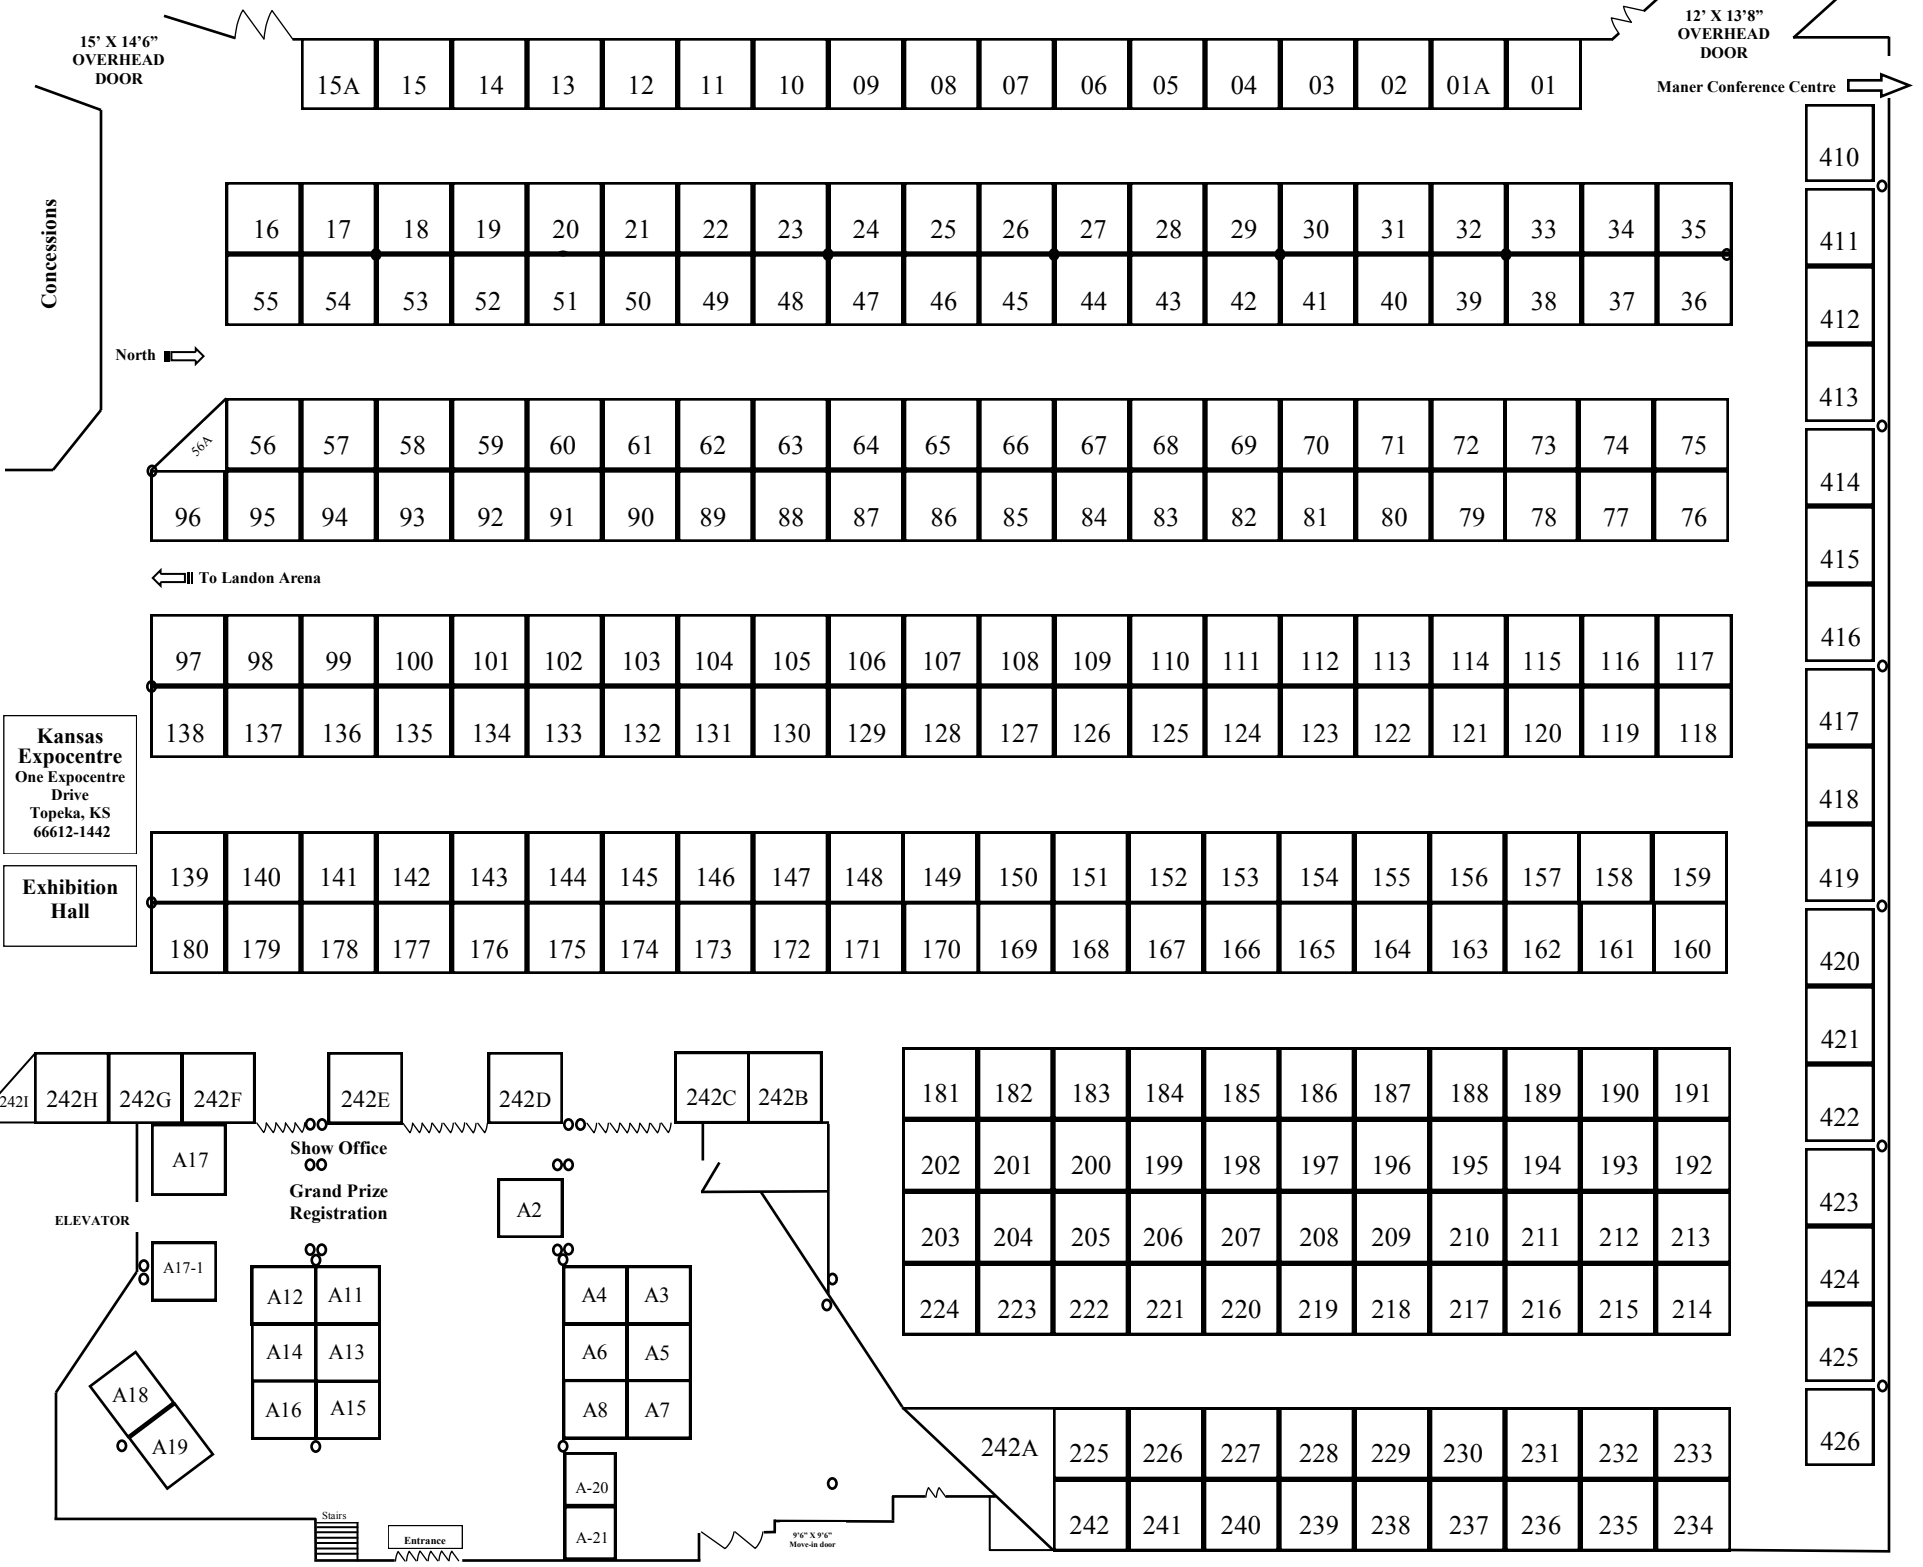 15’ X 14’6”
OVERHEAD
DOOR
12’ X 13’8”
OVERHEAD
DOOR
15A 15 14 13 12 11 10 09 08 07 06 05 04 03 02 01A 01
Maner Conference Centre
Concessions
16 17 18 19 20 21 22 23 24 25 26 27 28 29 30 31 32 33 34 35
55 54 53 52 51 50 49 48 47 46 45 44 43 42 41 40 39 38 37 36
North
56A 56 57 58 59 60 61 62 63 64 65 66 67 68 69 70 71 72 73 74 75
96 95 94 93 92 91 90 89 88 87 86 85 84 83 82 81 80 79 78 77 76
To Landon Arena
97 98 99 100 101 102 103 104 105 106 107 108 109 110 111 112 113 114 115 116 117
138 137 136 135 134 133 132 131 130 129 128 127 126 125 124 123 122 121 120 119 118
Kansas
Expocentre
One Expocentre
Drive
Topeka, KS
66612-1442
Exhibition
Hall
139 140 141 142 143 144 145 146 147 148 149 150 151 152 153 154 155 156 157 158 159
180 179 178 177 176 175 174 173 172 171 170 169 168 167 166 165 164 163 162 161 160
242I 242H 242G 242F 242E 242D 242C 242B
181 182 183 184 185 186 187 188 189 190 191
202 201 200 199 198 197 196 195 194 193 192
203 204 205 206 207 208 209 210 211 212 213
224 223 222 221 220 219 218 217 216 215 214
242A 225 226 227 228 229 230 231 232 233
242 241 240 239 238 237 236 235 234
410
411
412
413
414
415
416
417
418
419
420
421
422
423
424
425
426
A17
Show Office
Grand Prize
Registration
A2
ELEVATOR
A17-1
A12 A11
A14 A13
A16 A15
A4 A3
A6 A5
A8 A7
A18
A19
A-20
A-21
Stairs
Entrance
9’6” X 9’6”
Move-in door